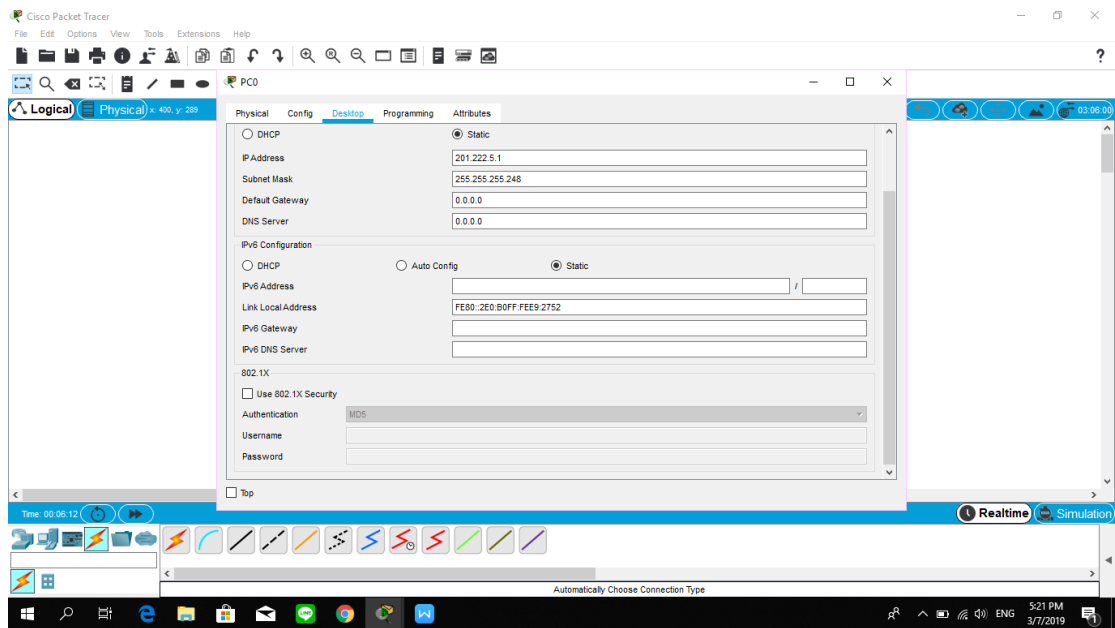 Cisco Packet Tracer
File Edit Options View Tools Extensions Help
?
PC0
Logical Physical x: 400, y: 289 03:06:00
Physical Config Desktop Programming Attributes
DHCP Static
IP Address 201.222.5.1
Subnet Mask 255.255.255.248
Default Gateway 0.0.0.0
DNS Server 0.0.0.0
IPv6 Configuration
DHCP Auto Config Static
IPv6 Address /
Link Local Address FE80::2E0:B0FF:FEE9:2752
IPv6 Gateway
IPv6 DNS Server
802.1X
Use 802.1X Security
Authentication MD5
Username
Password
Top
Time: 00:06:12 Realtime Simulation
Automatically Choose Connection Type
LINE
ENG 5:21 PM
3/7/2019
1